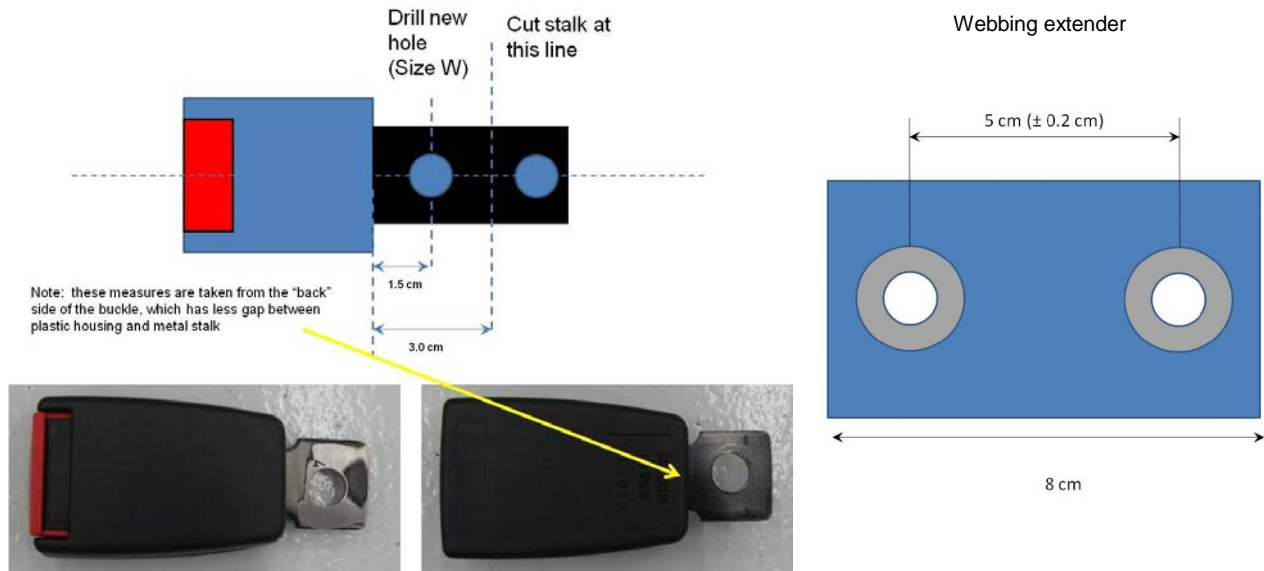 Drill new
hole
(Size W)
Cut stalk at
this line
1.5 cm
3.0 cm
Note: these measures are taken from the "back"
side of the buckle, which has less gap between
plastic housing and metal stalk
Webbing extender
5 cm (± 0.2 cm)
8 cm